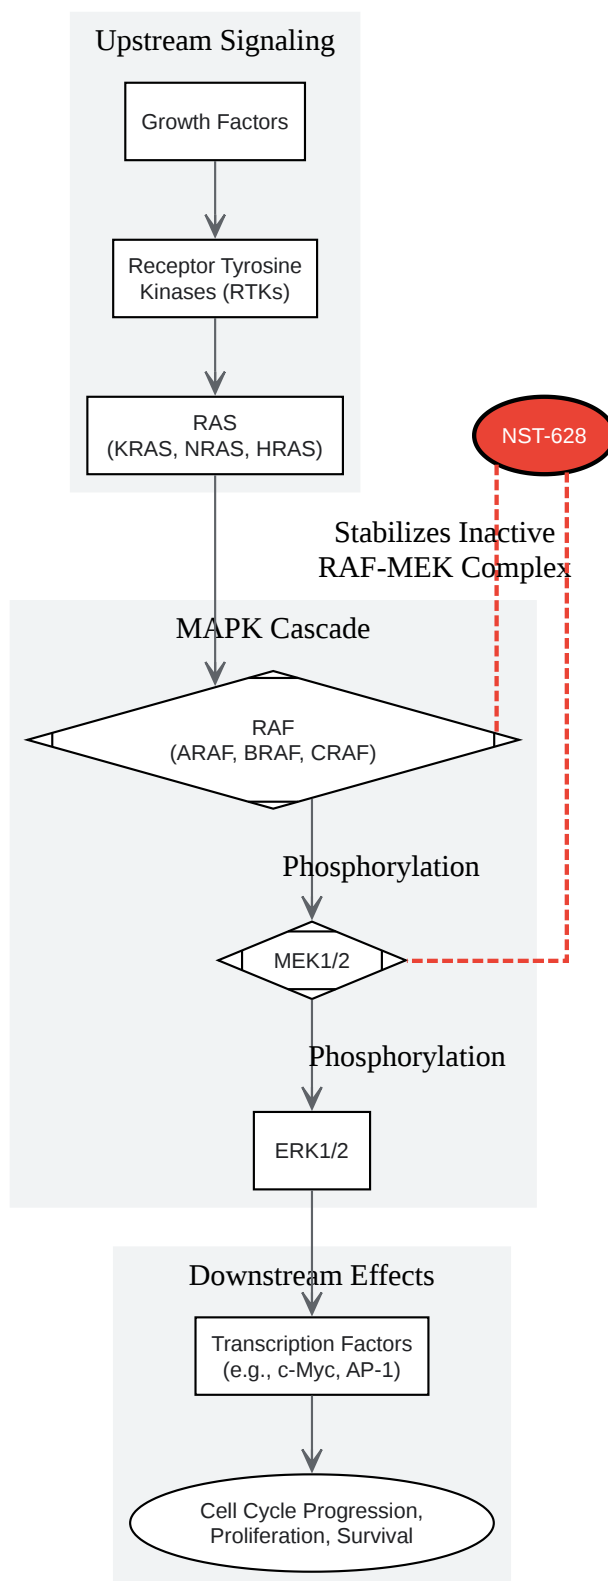 Upstream Signaling
Growth Factors
Receptor Tyrosine
Kinases (RTKs)
RAS
(KRAS, NRAS, HRAS)
NST-628
Stabilizes Inactive
RAF-MEK Complex
MAPK Cascade
RAF
(ARAF, BRAF, CRAF)
Phosphorylation
MEK1/2
Phosphorylation
ERK1/2
Downstream Effects
Transcription Factors
(e.g., c-Myc, AP-1)
Cell Cycle Progression,
Proliferation, Survival